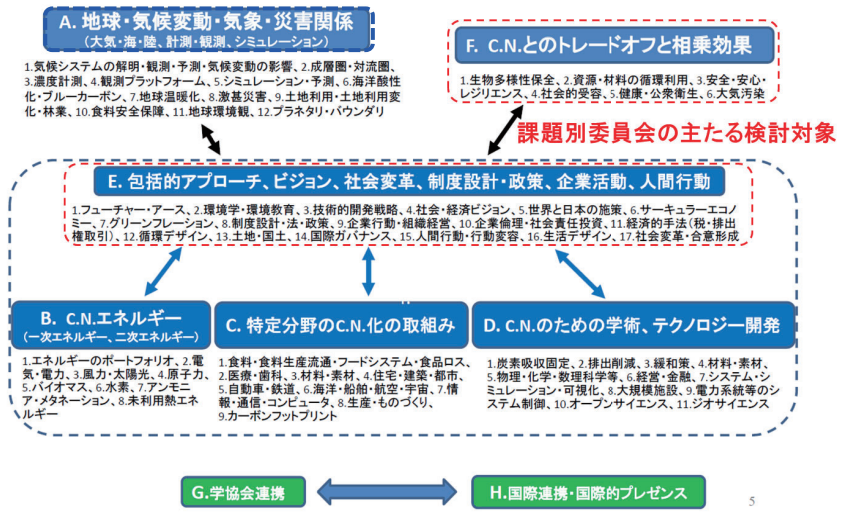 A. 地球・気候変動・気象・災害関係
（大気・海・陸、計測・観測、シミュレーション）
1.気候システムの解明・観測・予測・気候変動の影響、2.成層圏・対流圏、
3.濃度計測、4.観測プラットフォーム、5.シミュレーション・予測、6.海洋酸性
化・ブルーカーボン、7.地球温暖化、8.激甚災害、9.土地利用・土地利用変
化・林業、10.食料安全保障、11.地球環境観、12.プラネタリ・バウンダリ
F. C.N.とのトレードオフと相乗効果
1.生物多様性保全、2.資源・材料の循環利用、3.安全・安心・
レジリエンス、4.社会的受容、5.健康・公衆衛生、6.大気汚染
課題別委員会の主たる検討対象
E. 包括的アプローチ、ビジョン、社会変革、制度設計・政策、企業活動、人間行動
1.フューチャー・アース、2.環境学・環境教育、3.技術的開発戦略、4.社会・経済ビジョン、5.世界と日本の施策、6.サーキュラーエコノ
ミー、7.グリーンフレーション、8.制度設計・法・政策、9.企業行動・組織経営、10.企業倫理・社会責任投資、11.経済的手法（税・排出
権取引）、12.循環デザイン、13.土地・国土、14.国際ガバナンス、15.人間行動・行動変容、16.生活デザイン、17.社会変革・合意形成
B. C.N.エネルギー
（一次エネルギー、二次エネルギー）
1.エネルギーのポートフォリオ、2.電
気・電力、3.風力・太陽光、4.原子力、
5.バイオマス、6.水素、7.アンモニ
ア・メタネーション、8.未利用熱エネ
ルギー
C. 特定分野のC.N.化の取組み
1.食料・食料生産流通・フードシステム・食品ロス、
2.医療・歯科、3.材料・素材、4.住宅・建築・都市、
5.自動車・鉄道、6.海洋・船舶・航空・宇宙、7.情
報・通信・コンピュータ、8.生産・ものづくり、
9.カーボンフットプリント
D. C.N.のための学術、テクノロジー開発
1.炭素吸収固定、2.排出削減、3.緩和策、4.材料・素材、
5.物理・化学・数理科学等、6.経営・金融、7.システム・シ
ミュレーション・可視化、8.大規模施設、9.電力系統等のシ
ステム制御、10.オープンサイエンス、11.ジオサイエンス
G.学協会連携
H.国際連携・国際的プレゼンス
5